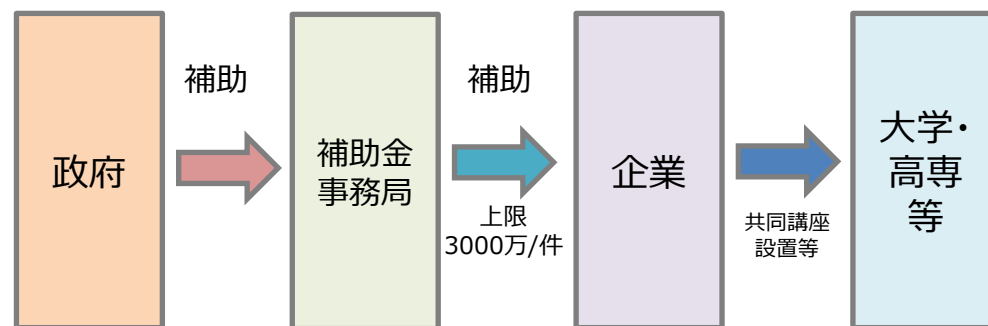 政府
補助
補助金
事務局
補助
上限
3000万/件
企業
共同講座
設置等
大学・
高専
等